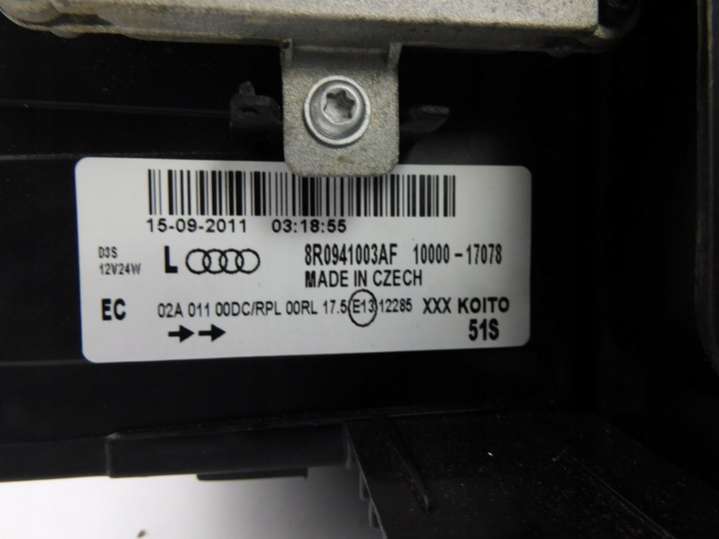 15-09-2011 03:18:55
D3S
12V24W
L 8R0941003AF 10000-17078
MADE IN CZECH
EC 02A 011 00DC/RPL 00RL 17.5 E13 12285 XXX KOITO
51S